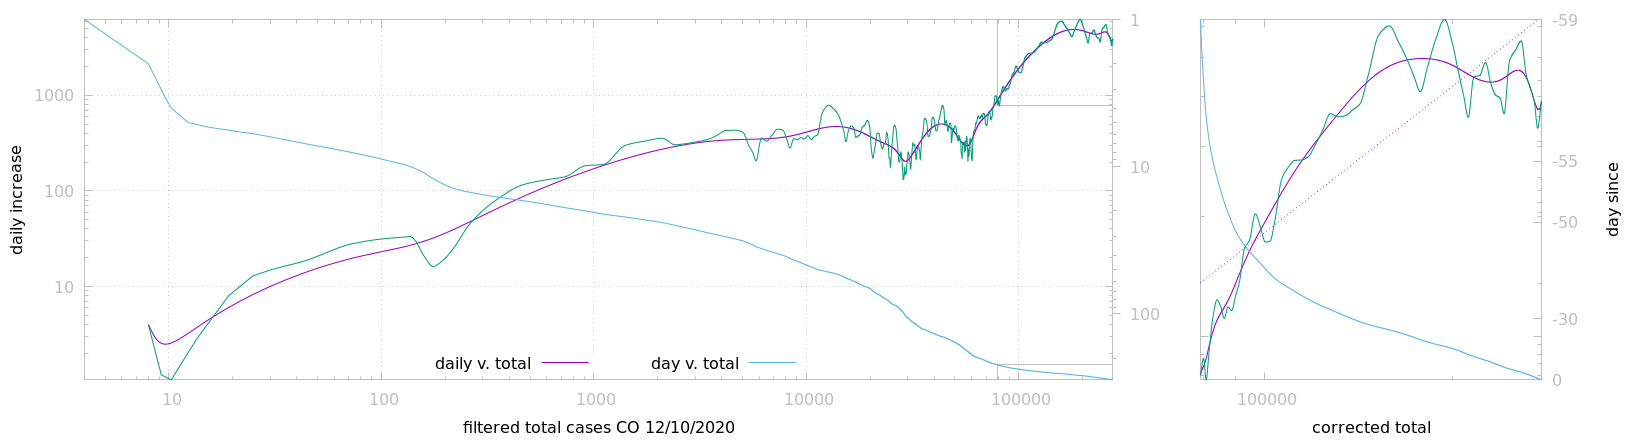 1000
100
10
daily increase
10
100
1000
10000
100000
filtered total cases CO 12/10/2020
daily v. total
day v. total
1
10
100
100000
corrected total
-59
-55
-50
-30
0
day since